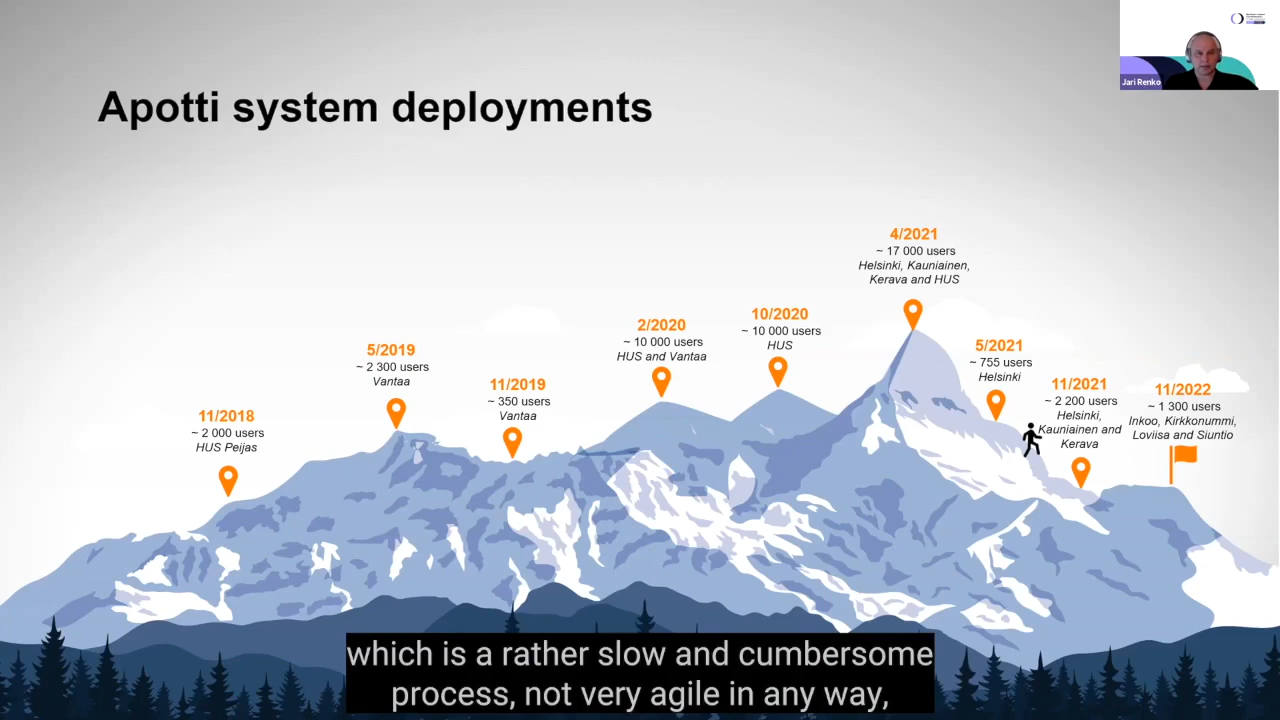 Jari Renko
Apotti system deployments
11/2018
~ 2 000 users
HUS Peijas
5/2019
~ 2 300 users
Vantaa
11/2019
~ 350 users
Vantaa
2/2020
~ 10 000 users
HUS and Vantaa
10/2020
~ 10 000 users
HUS
4/2021
~ 17 000 users
Helsinki, Kauniainen,
Kerava and HUS
5/2021
~ 755 users
Helsinki
11/2021
~ 2 200 users
Helsinki,
Kauniainen and
Kerava
11/2022
~ 1 300 users
Inkoo, Kirkkonummi,
Loviisa and Siuntio
which is a rather slow and cumbersome
process, not very agile in any way,